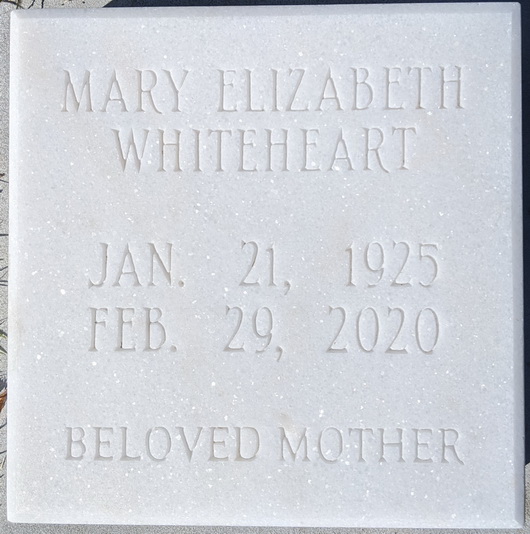 MARY ELIZABETH
WHITEHEART
JAN. 21, 1925
FEB. 29, 2020
BELOVED MOTHER